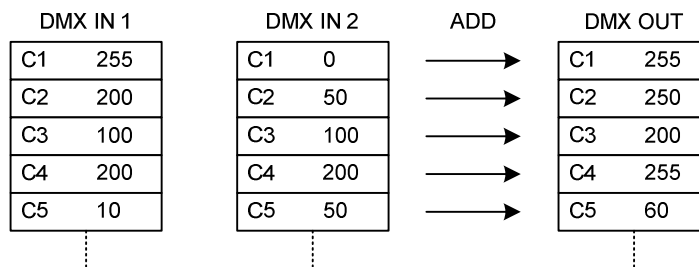 DMX IN 1 DMX IN 2 ADD DMX OUT
C1 255 C1 0 C1 255
C2 200 C2 50 C2 250
C3 100 C3 100 C3 200
C4 200 C4 200 C4 255
C5 10 C5 50 C5 60